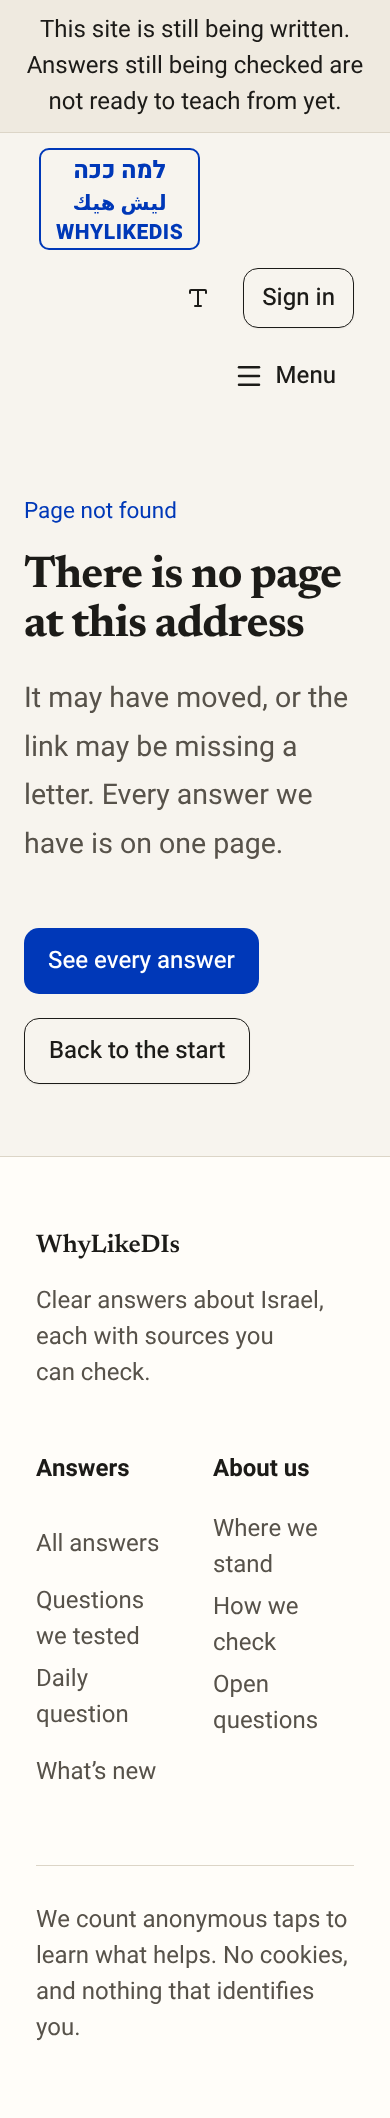 This site is still being written.
Answers still being checked are
not ready to teach from yet.
למה ככה
ليش هيك
WHYLIKEDIS
Sign in
Menu
Page not found
There is no page
at this address
It may have moved, or the
link may be missing a
letter. Every answer we
have is on one page.
See every answer
Back to the start
WhyLikeDIs
Clear answers about Israel,
each with sources you
can check.
Answers
All answers
Questions
we tested
Daily
question
What’s new
About us
Where we
stand
How we
check
Open
questions
We count anonymous taps to
learn what helps. No cookies,
and nothing that identifies
you.